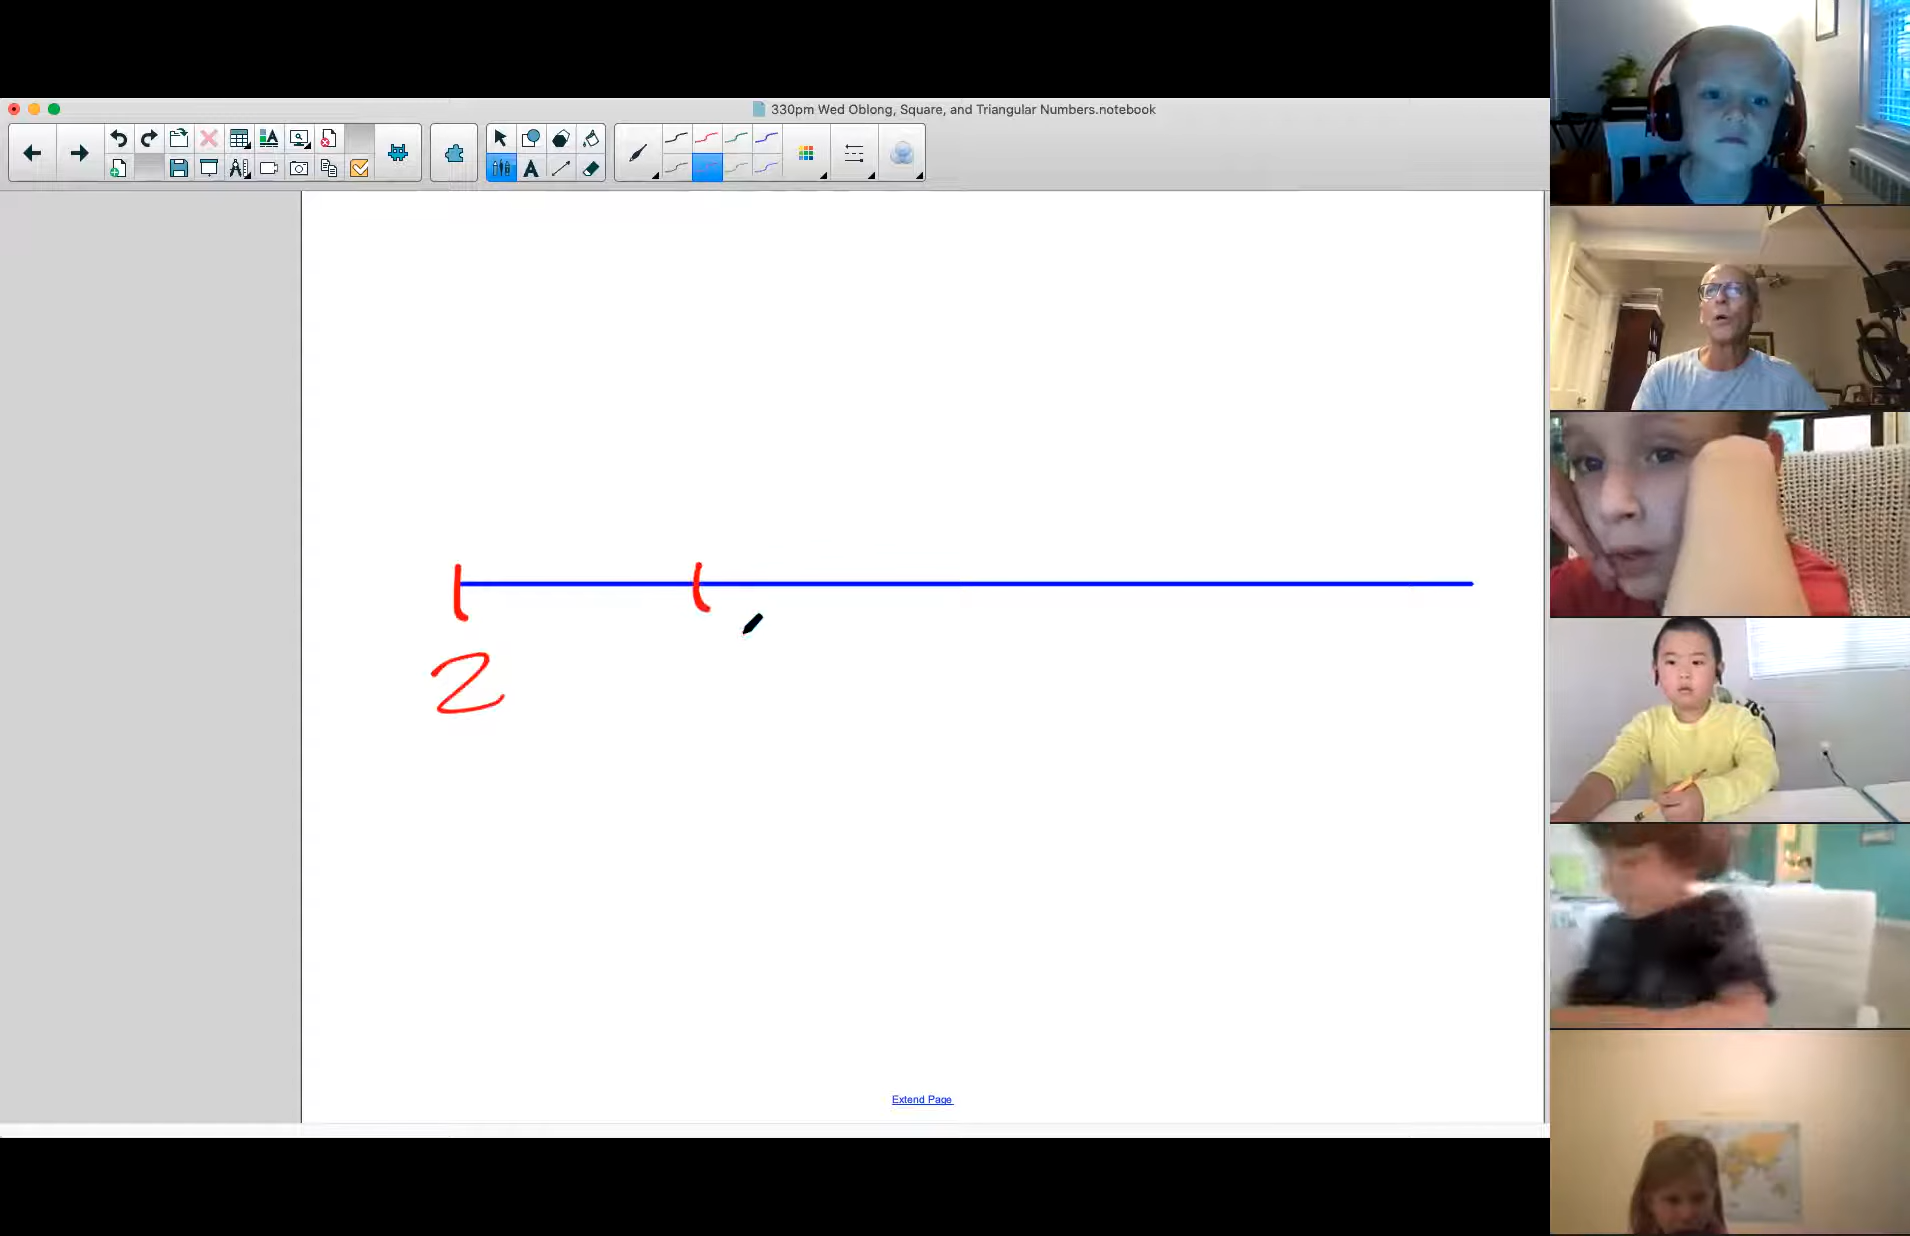 330pm Wed Oblong, Square, and Triangular Numbers.notebook
2
Extend Page